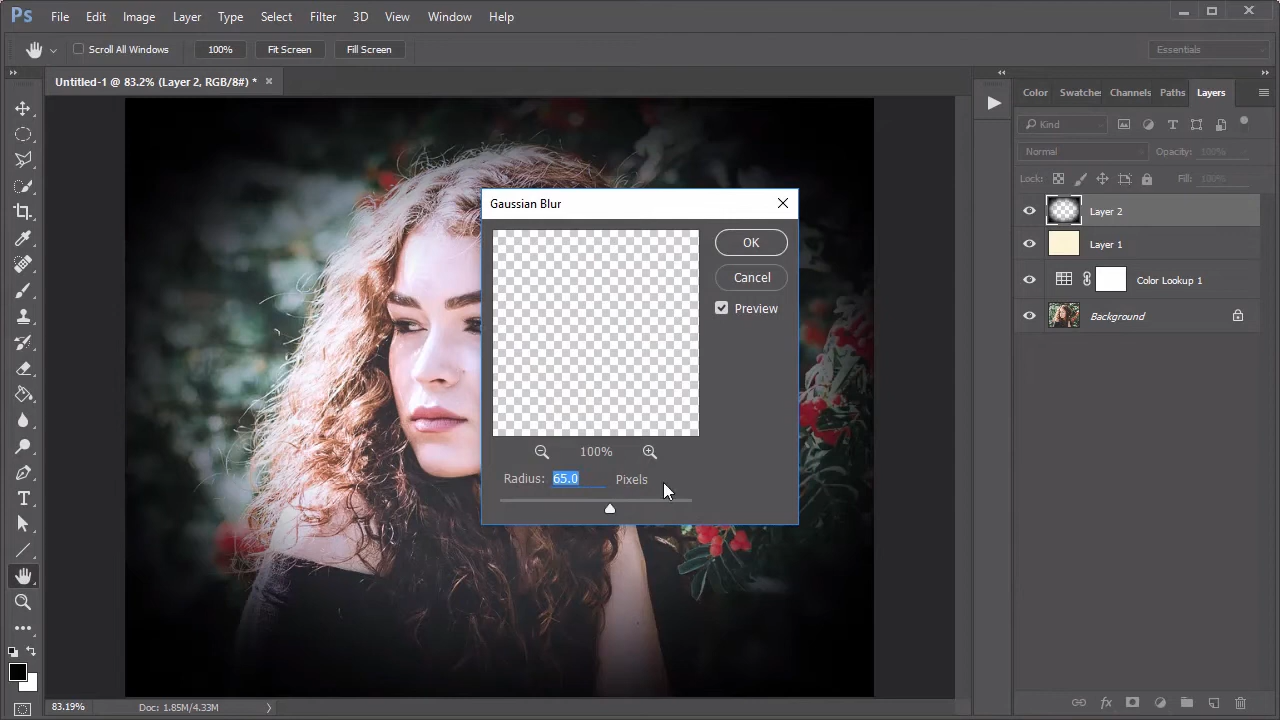 Ps File Edit Image Layer Type Select Filter 3D View Window Help
Scroll All Windows 100% Fit Screen Fill Screen Essentials
Untitled-1 @ 83.2% (Layer 2, RGB/8#) *
Color Swatches Channels Paths Layers
Kind
Normal Opacity: 100%
Lock: Fill: 100%
Layer 2
Layer 1
Color Lookup 1
Background
Gaussian Blur
OK
Cancel
Preview
100%
Radius: 65.0 Pixels
83.19% Doc: 1.85M/4.33M